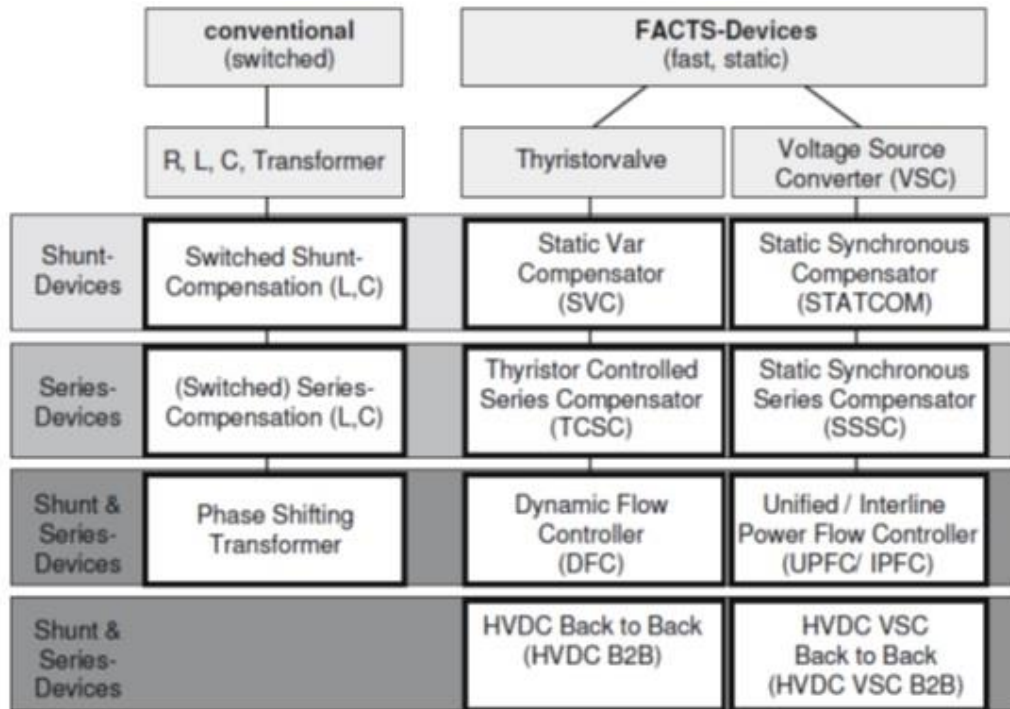 conventional
(switched)
FACTS-Devices
(fast, static)
R, L, C, Transformer
Thyristorvalve
Voltage Source
Converter (VSC)
Shunt-
Devices
Switched Shunt-
Compensation (L,C)
Static Var
Compensator
(SVC)
Static Synchronous
Compensator
(STATCOM)
Series-
Devices
(Switched) Series-
Compensation (L,C)
Thyristor Controlled
Series Compensator
(TCSC)
Static Synchronous
Series Compensator
(SSSC)
Shunt &
Series-
Devices
Phase Shifting
Transformer
Dynamic Flow
Controller
(DFC)
Unified / Interline
Power Flow Controller
(UPFC/ IPFC)
Shunt &
Series-
Devices
HVDC Back to Back
(HVDC B2B)
HVDC VSC
Back to Back
(HVDC VSC B2B)